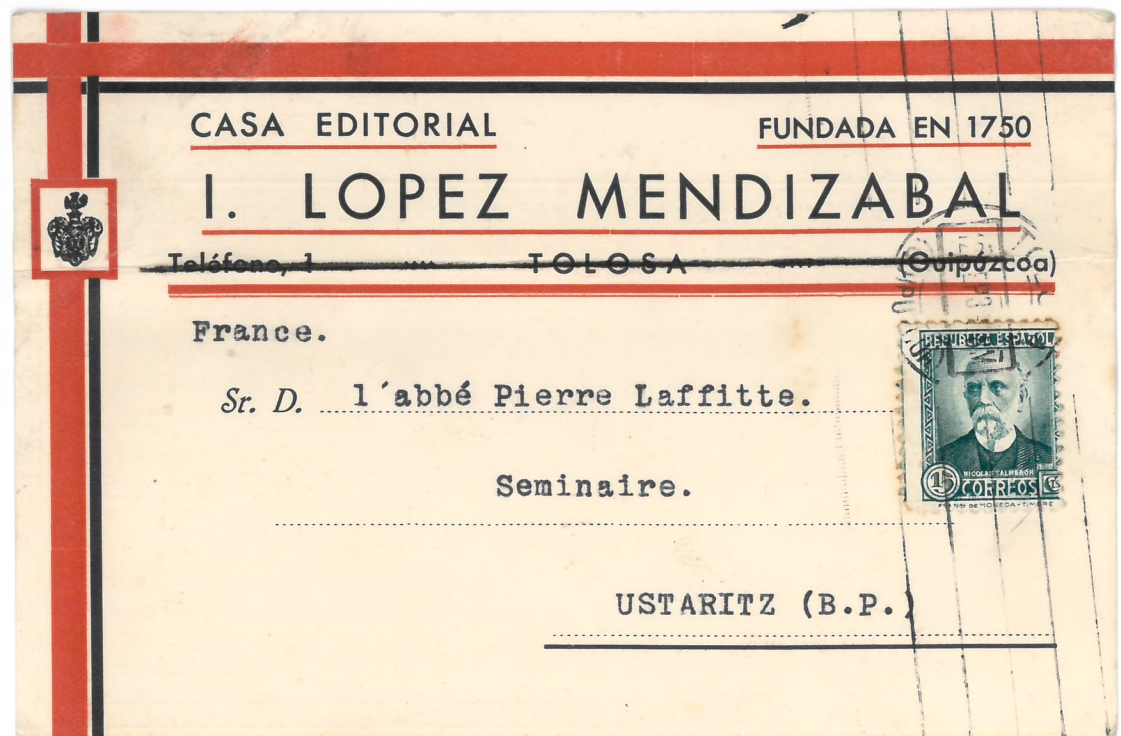 CASA EDITORIAL FUNDADA EN 1750
I. LOPEZ MENDIZABAL
Teléfono, 1 TOLOSA (Guipúzcoa)
France.
Sr. D. l´abbé Pierre Laffitte.
Seminaire.
USTARITZ (B.P.)
REPUBLICA ESPAÑOLA
NICOLAS SALMERON
15 CORREOS